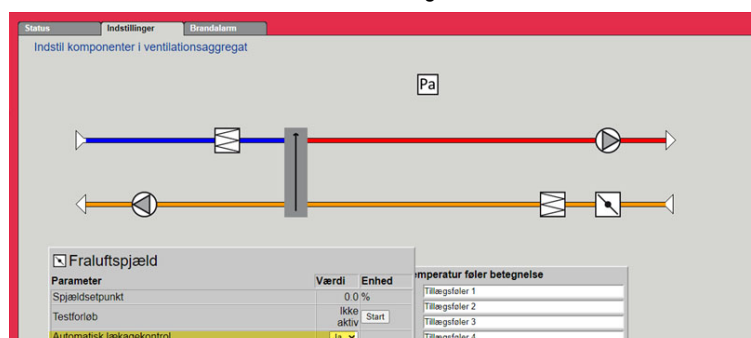 Status Indstillinger Brandalarm
Indstil komponenter i ventilationsaggregat
Pa
Fraluftspjæld
Parameter Værdi Enhed
Spjældsetpunkt 0.0 %
Testforløb Ikke aktiv Start
Automatisk lækagekontrol Ja
føler betegnelse
Tillægsføler 1
Tillægsføler 2
Tillægsføler 3
Tillægsføler 4